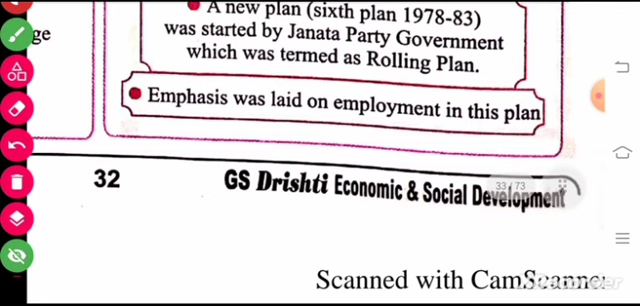 A new plan (sixth plan 1978-83)
ge
was started by Janata Party Government
which was termed as Rolling Plan.
Emphasis was laid on employment in this plan
32
GS Drishti Economic & Social Development
33 / 73
Scanned with CamScanner